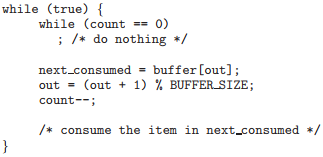 while (true) {
while (count == 0)
; /* do nothing */
next_consumed = buffer[out];
out = (out + 1) % BUFFER_SIZE;
count--;
/* consume the item in next_consumed */
}